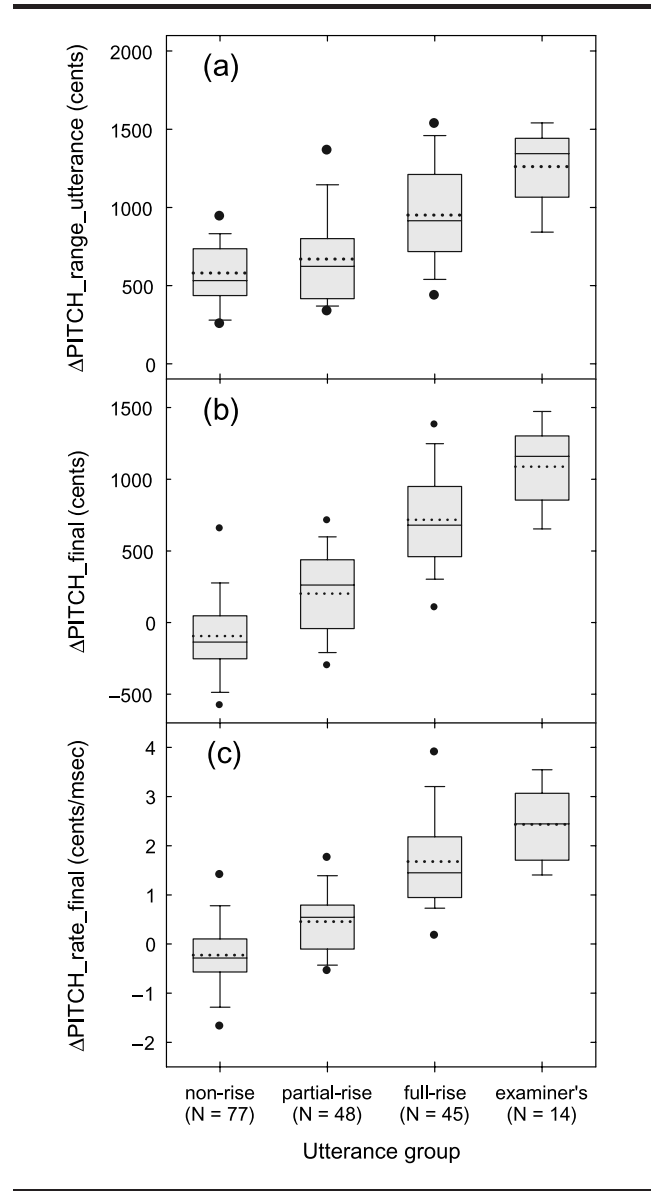 (a)
ΔPITCH_range_utterance (cents)
2000
1500
1000
500
0
(b)
ΔPITCH_final (cents)
1500
1000
500
0
–500
(c)
ΔPITCH_rate_final (cents/msec)
4
3
2
1
0
–1
–2
non-rise partial-rise full-rise examiner's
(N = 77) (N = 48) (N = 45) (N = 14)
Utterance group